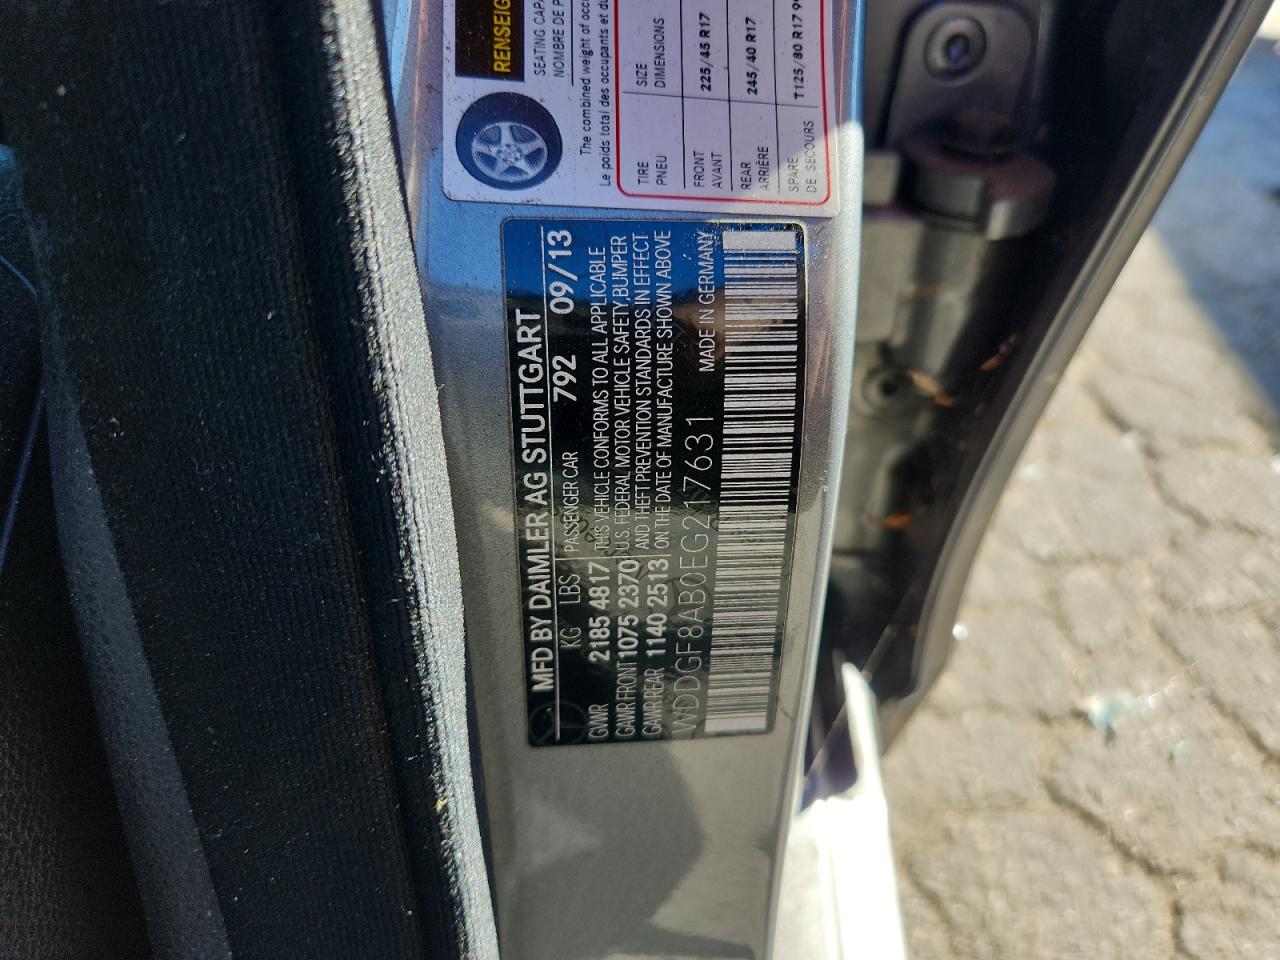 RENSEIG
SEATING CAPA
NOMBRE DE P
The combined weight of occu
Le poids total des occupants et du
TIRE SIZE
PNEU DIMENSIONS
FRONT 225/45 R17
AVANT
REAR 245/40 R17
ARRIÈRE
SPARE T125/80 R17 9
DE SECOURS
MFD BY DAIMLER AG STUTTGART
KG LBS PASSENGER CAR 792 09/13
GVWR 2185 4817 THIS VEHICLE CONFORMS TO ALL APPLICABLE
GAWR FRONT 1075 2370 U.S. FEDERAL MOTOR VEHICLE SAFETY, BUMPER
AND THEFT PREVENTION STANDARDS IN EFFECT
GAWR REAR 1140 2513 ON THE DATE OF MANUFACTURE SHOWN ABOVE
WDDGF8AB0EG217631 MADE IN GERMANY